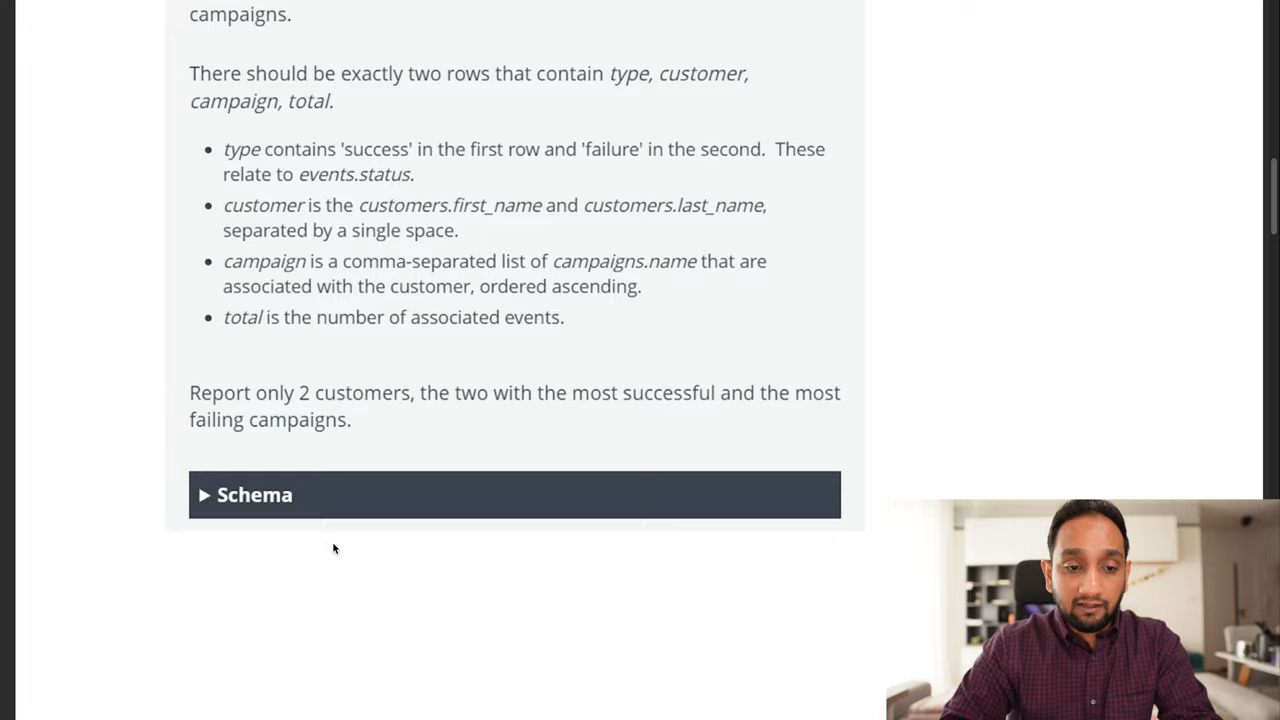 campaigns.
There should be exactly two rows that contain type, customer,
campaign, total.
• type contains 'success' in the first row and 'failure' in the second.  These
relate to events.status.
• customer is the customers.first_name and customers.last_name,
separated by a single space.
• campaign is a comma-separated list of campaigns.name that are
associated with the customer, ordered ascending.
• total is the number of associated events.
Report only 2 customers, the two with the most successful and the most
failing campaigns.
▶ Schema